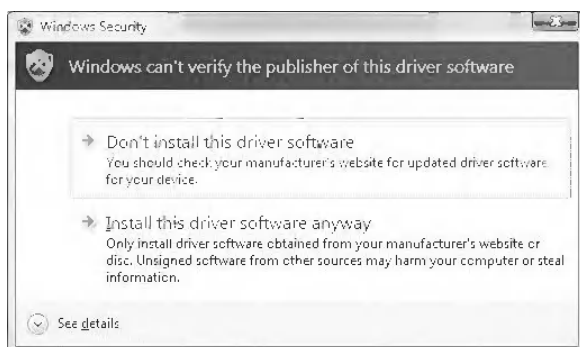 Windows Security
Windows can't verify the publisher of this driver software
Don't install this driver software
You should check your manufacturer's website for updated driver software
for your device.
Install this driver software anyway
Only install driver software obtained from your manufacturer's website or
disc. Unsigned software from other sources may harm your computer or steal
information.
See details